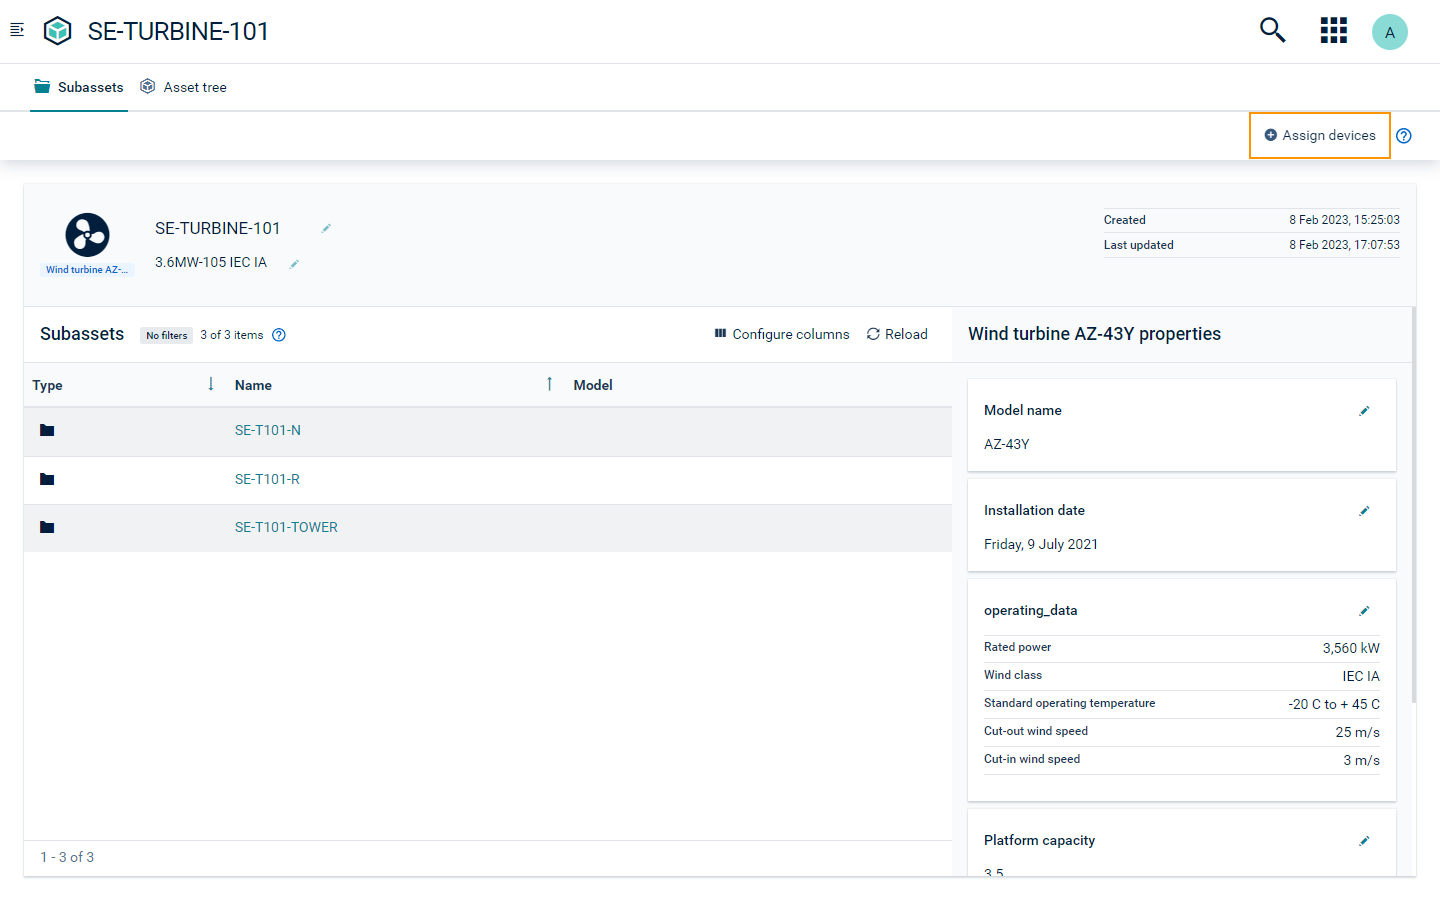 SE-TURBINE-101
A
Subassets
Asset tree
Assign devices
SE-TURBINE-101
3.6MW-105 IEC IA
Wind turbine AZ-...
Created 8 Feb 2023, 15:25:03
Last updated 8 Feb 2023, 17:07:53
Subassets No filters 3 of 3 items Configure columns Reload
Type Name Model
SE-T101-N
SE-T101-R
SE-T101-TOWER
1 - 3 of 3
Wind turbine AZ-43Y properties
Model name
AZ-43Y
Installation date
Friday, 9 July 2021
operating_data
Rated power 3,560 kW
Wind class IEC IA
Standard operating temperature -20 C to + 45 C
Cut-out wind speed 25 m/s
Cut-in wind speed 3 m/s
Platform capacity
3.5